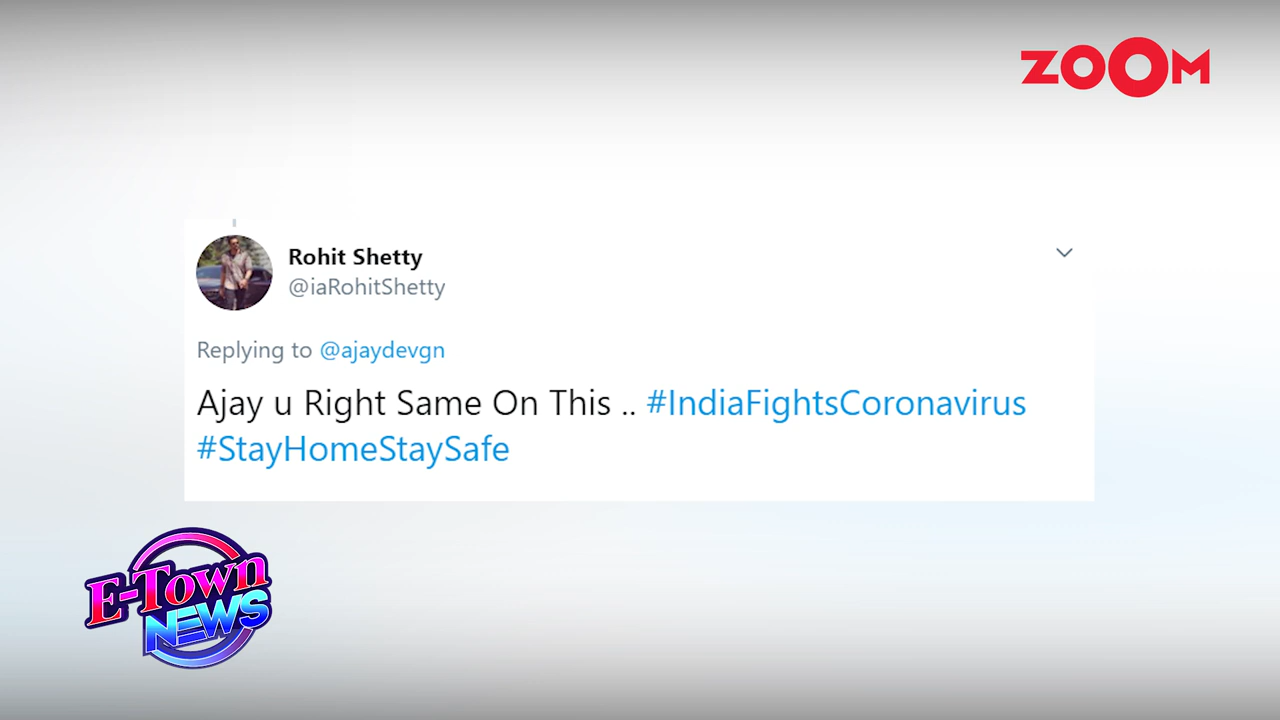 ZOOM
Rohit Shetty
@iaRohitShetty
Replying to @ajaydevgn
Ajay u Right Same On This .. #IndiaFightsCoronavirus
#StayHomeStaySafe
E-Town
NEWS